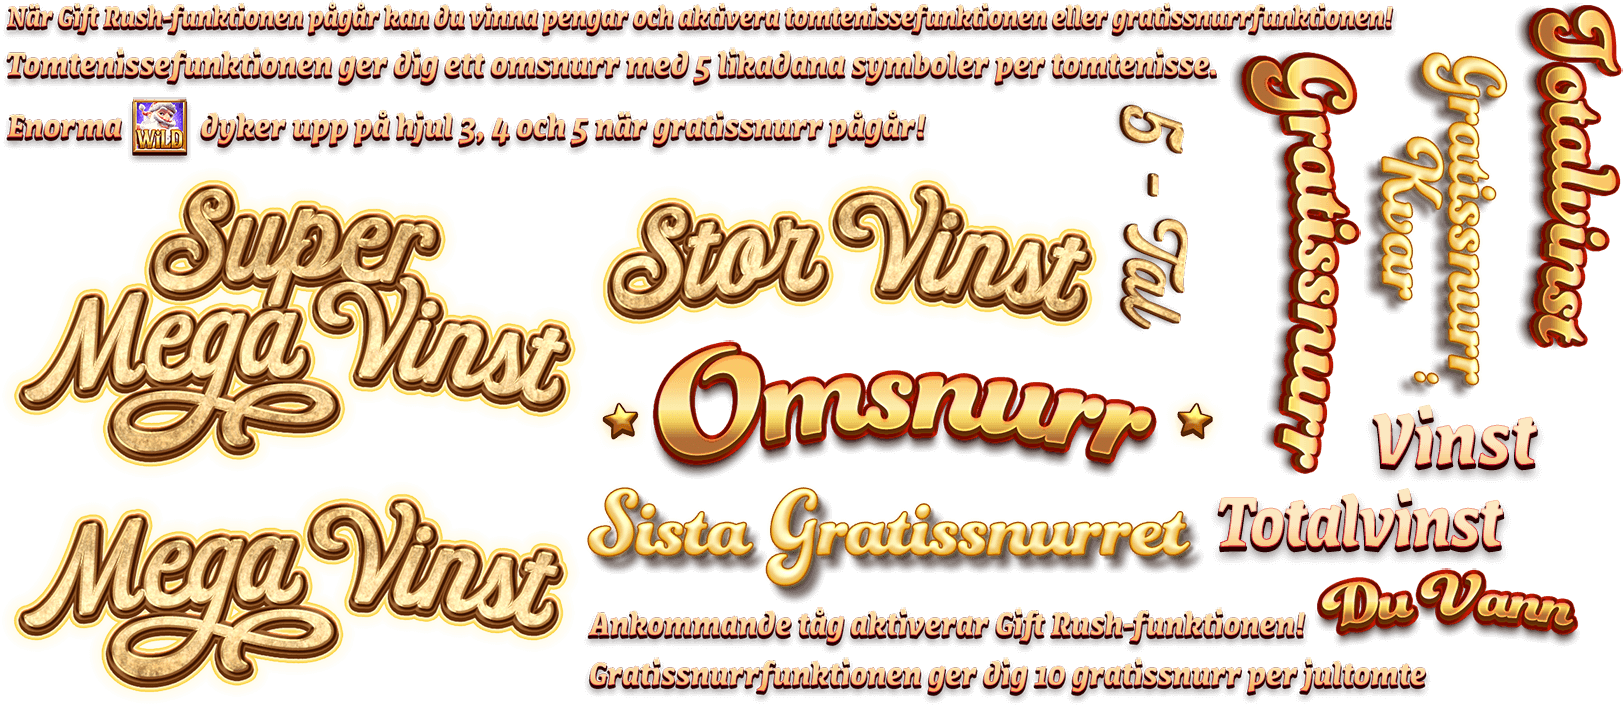 När Gift Rush-funktionen pågår kan du vinna pengar och aktivera tomtenissefunktionen eller gratissnurrfunktionen!
Tomtenissefunktionen ger dig ett omsnurr med 5 likadana symboler per tomtenisse.
Enorma WILD dyker upp på hjul 3, 4 och 5 när gratissnurr pågår!
5 - Tal
Gratissnurr
Gratissnurr
Kvar :
Totalvinst
Super
Mega Vinst
Stor Vinst
Omsnurr
Vinst
Mega Vinst
Sista Gratissnurret
Totalvinst
Du Vann
Ankommande tåg aktiverar Gift Rush-funktionen!
Gratissnurrfunktionen ger dig 10 gratissnurr per jultomte